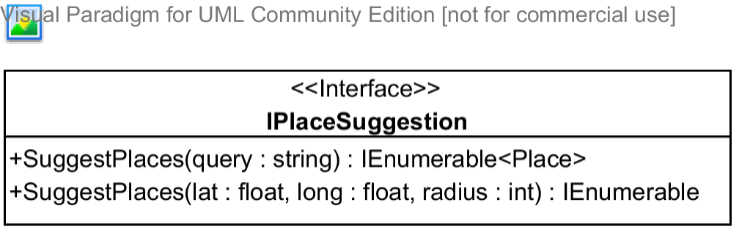 Visual Paradigm for UML Community Edition [not for commercial use]
<<Interface>>
IPlaceSuggestion
+SuggestPlaces(query : string) : IEnumerable<Place>
+SuggestPlaces(lat : float, long : float, radius : int) : IEnumerable